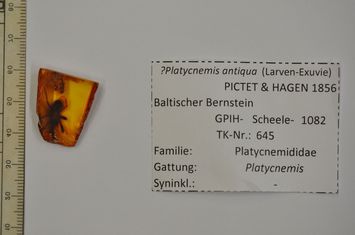 ?Platycnemis antiqua (Larven-Exuvie)
PICTET & HAGEN 1856
Baltischer Bernstein
GPIH- Scheele- 1082
TK-Nr.: 645
Familie: Platycnemididae
Gattung: Platycnemis
Syninkl.: -